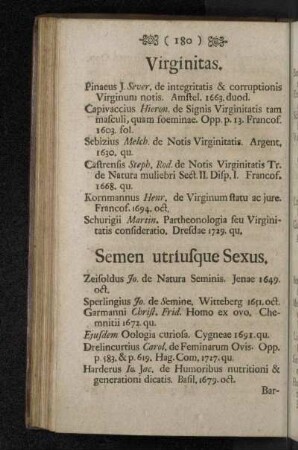 ( 180 )
Virginitas.
Pinaeus J. Sever. de integritatis & corruptionis
Virginum notis. Amstel. 1663. duod.
Capivaccius Hieron. de Signis Virginitatis tam
masculi, quam foeminae. Opp. p. 13. Francof.
1603. fol.
Sebizius Melch. de Notis Virginitatis. Argent.
1630. qu.
Castrensis Steph. Rod. de Notis Virginitatis Tr.
de Natura muliebri Sect. II. Disp. I. Francof.
1668. qu.
Kornmannus Henr. de Virginum statu ac jure.
Francof. 1694. oct.
Schurigii Martin. Partheonologia seu Virgini-
tatis consideratio. Dresdae 1729. qu.
Semen utriusque Sexus.
Zeisoldus Jo. de Natura Seminis. Jenae 1649.
oct.
Sperlingius Jo. de Semine. Witteberg 1651. oct.
Garmanni Christ. Frid. Homo ex ovo. Che-
mnitii 1672. qu.
Ejusdem Oologia curiosa. Cygneae 1691. qu.
Drelincurtius Carol. de Feminarum Ovis. Opp.
p. 583. & p. 619. Hag. Com. 1727. qu.
Harderus Io. Jac. de Humoribus nutritioni &
generationi dicatis. Basil. 1679. oct.
Bar-